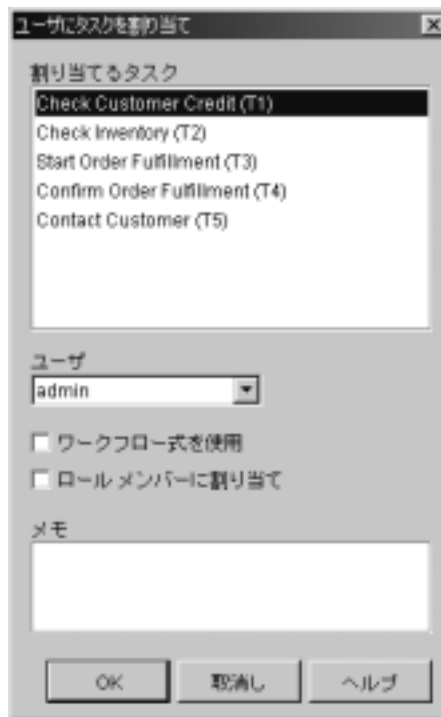 ユーザにタスクを割り当て
割り当てるタスク
Check Customer Credit (T1)
Check Inventory (T2)
Start Order Fulfillment (T3)
Confirm Order Fulfillment (T4)
Contact Customer (T5)
ユーザ
admin
ワークフロー式を使用
ロール メンバーに割り当て
メモ
OK 取消し ヘルプ